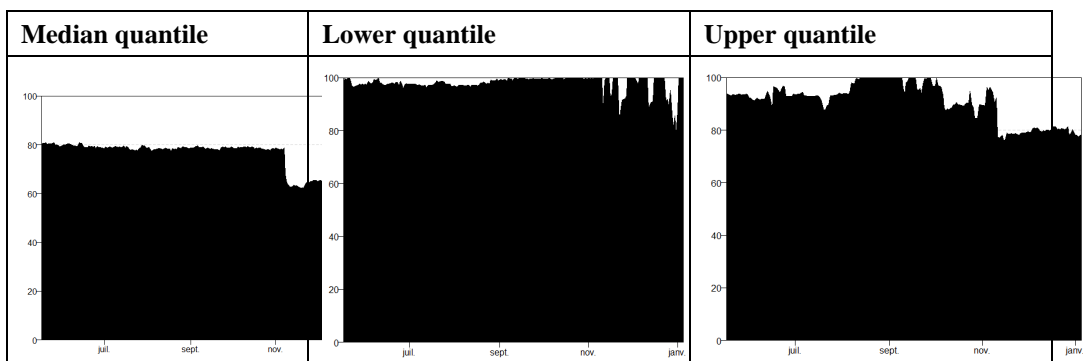 Median quantile
Lower quantile
Upper quantile
100
80
60
40
20
0
juil.
sept.
nov.
100
80
60
40
20
0
juil.
sept.
nov.
janv.
100
80
60
40
20
0
juil.
sept.
nov.
janv